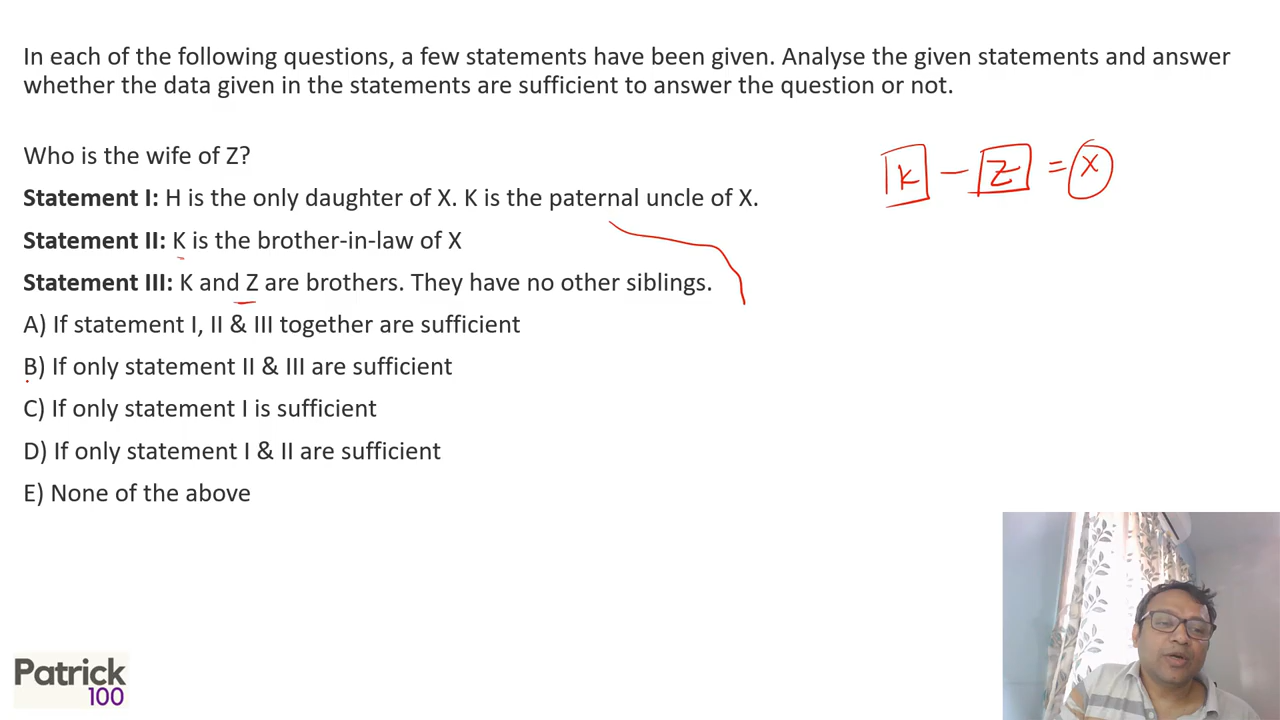 In each of the following questions, a few statements have been given. Analyse the given statements and answer
whether the data given in the statements are sufficient to answer the question or not.
Who is the wife of Z?
K — Z = X
Statement I: H is the only daughter of X. K is the paternal uncle of X.
Statement II: K is the brother-in-law of X
Statement III: K and Z are brothers. They have no other siblings.
A) If statement I, II & III together are sufficient
B) If only statement II & III are sufficient
C) If only statement I is sufficient
D) If only statement I & II are sufficient
E) None of the above
Patrick
100